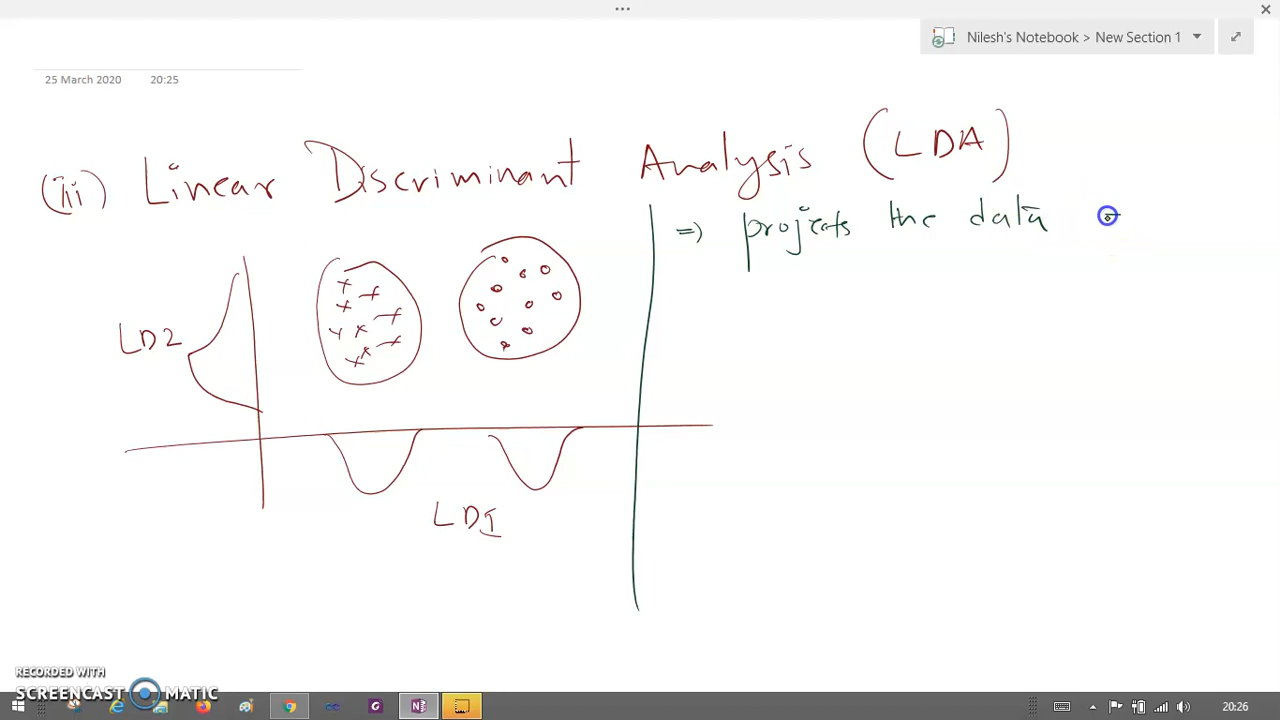 Nilesh's Notebook > New Section 1
25 March 2020 20:25
(iii) Linear Discriminant Analysis (LDA)
=) projects the data
LD2
LD1
RECORDED WITH
SCREENCAST MATIC
20:26